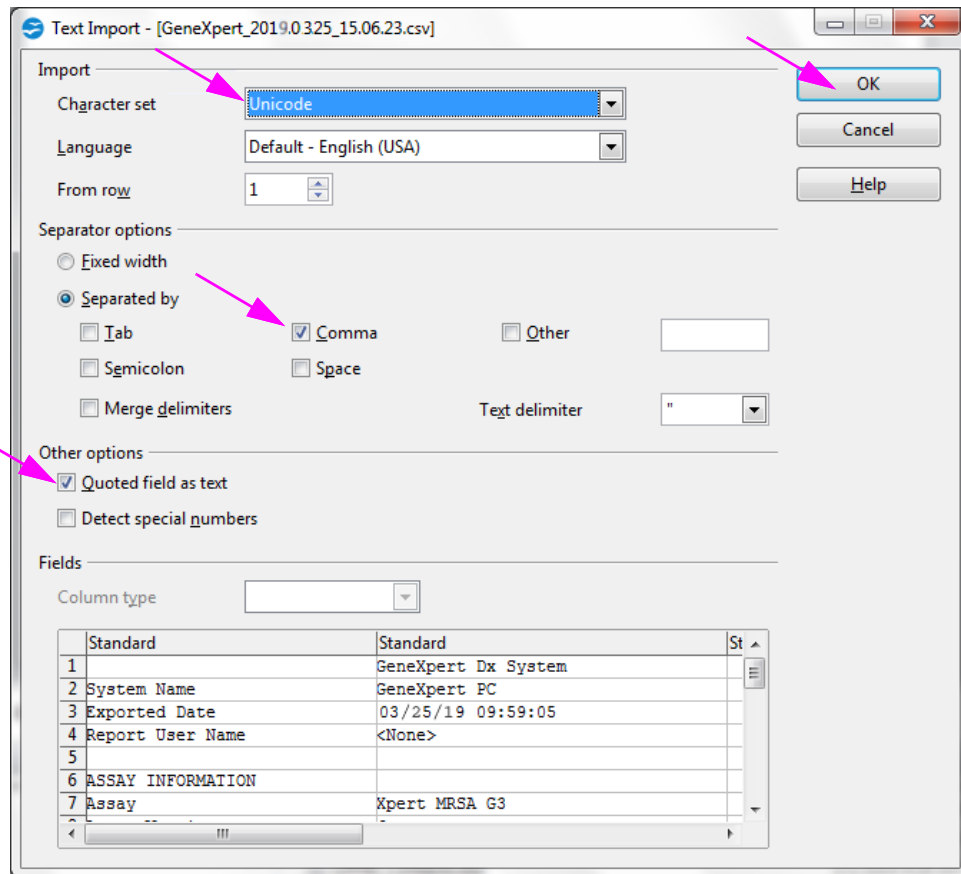 Text Import - [GeneXpert_2019.0 325_15.06.23.csv]
Import
Character set Unicode
OK
Language Default - English (USA)
Cancel
From row 1
Help
Separator options
Fixed width
Separated by
Tab Comma Other
Semicolon Space
Merge delimiters Text delimiter "
Other options
Quoted field as text
Detect special numbers
Fields
Column type
Standard Standard St
1 GeneXpert Dx System
2 System Name GeneXpert PC
3 Exported Date 03/25/19 09:59:05
4 Report User Name <None>
5
6 ASSAY INFORMATION
7 Assay Xpert MRSA G3